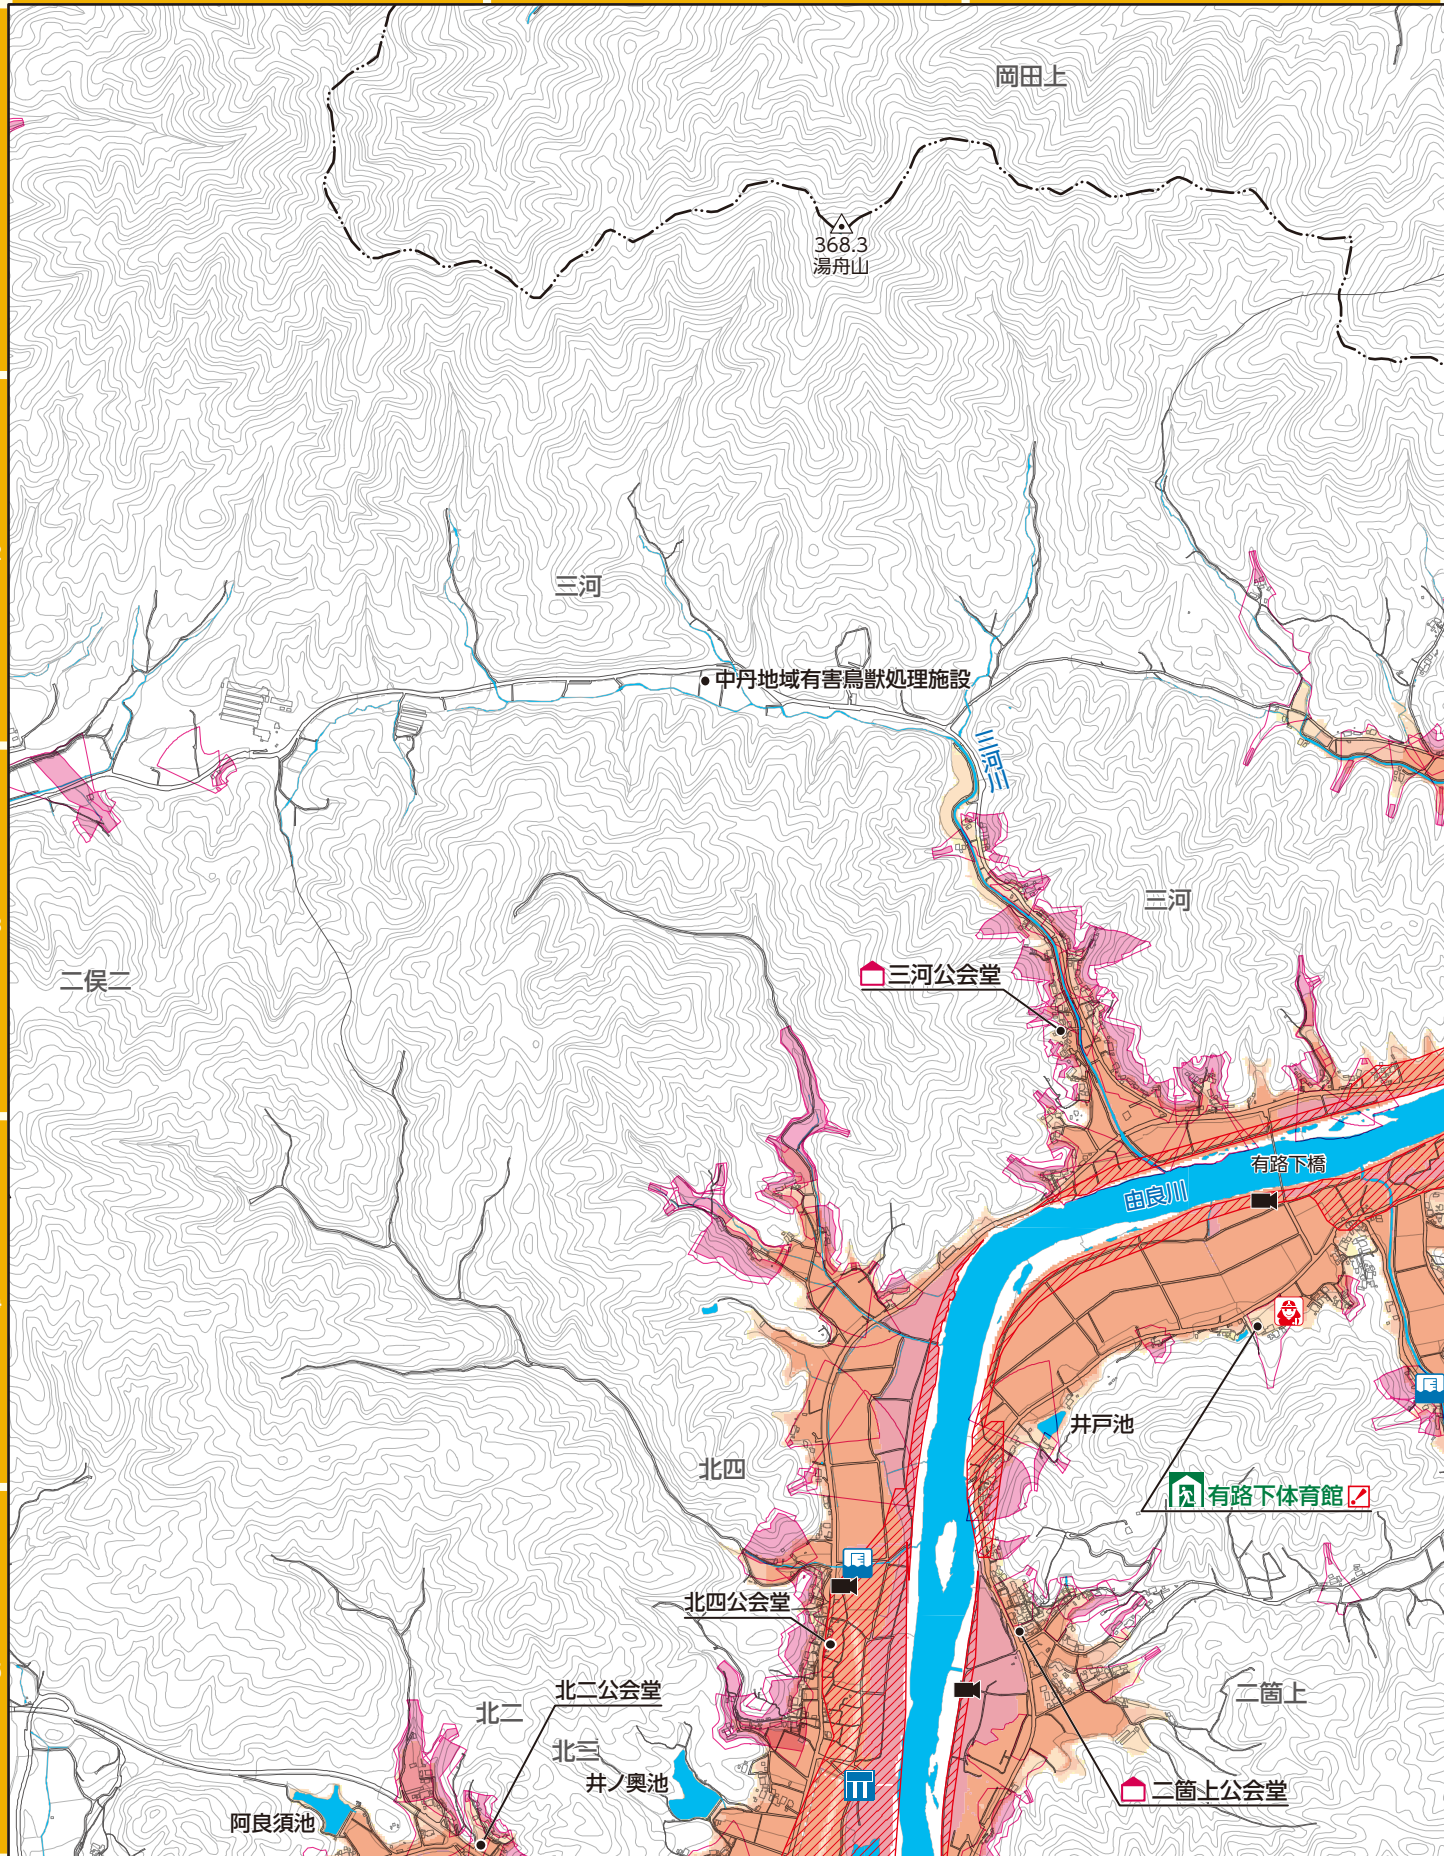 岡田上
368.3
湯舟山
三河
中丹地域有害鳥獣処理施設
三河川
三河
二俣二
三河公会堂
有路下橋
由良川
井戸池
北四
有路下体育館
北四公会堂
北二公会堂
北二
二箇上
北三
井ノ奥池
二箇上公会堂
阿良須池